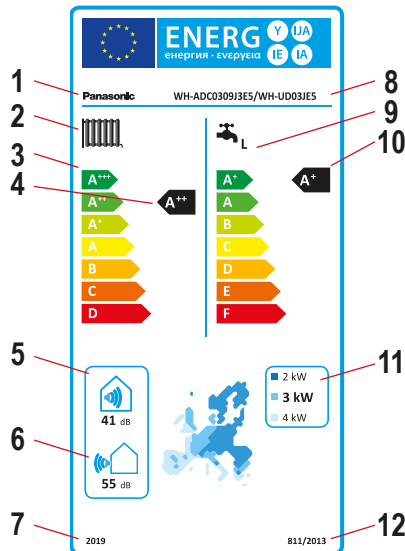 ENERG Y IJA
енергия · ενεργεια IE IA
1 Panasonic WH-ADC0309J3E5/WH-UD03JE5 8
2 9
L 10
3 A+++ A+ A+
4 A++ A++ A
A+ B
A C
B D
C E
D F
5 11
2 kW
3 kW
41 dB 4 kW
6
55 dB
7 2019 811/2013 12